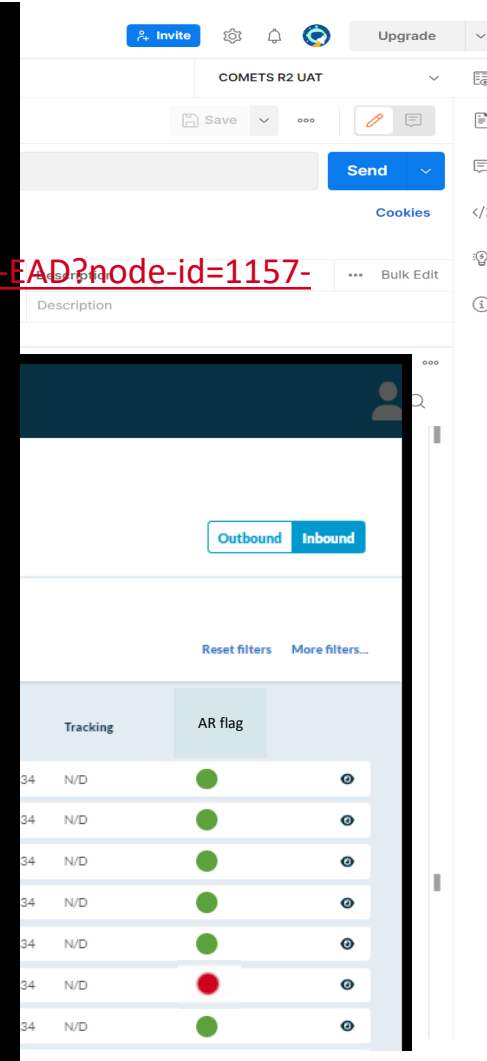 Invite
Upgrade
COMETS R2 UAT
Save
Send
Cookies
-EAD?node-id=1157-
Description
Bulk Edit
Description
Outbound Inbound
Reset filters More filters...
Tracking AR flag
34 N/D
34 N/D
34 N/D
34 N/D
34 N/D
34 N/D
34 N/D